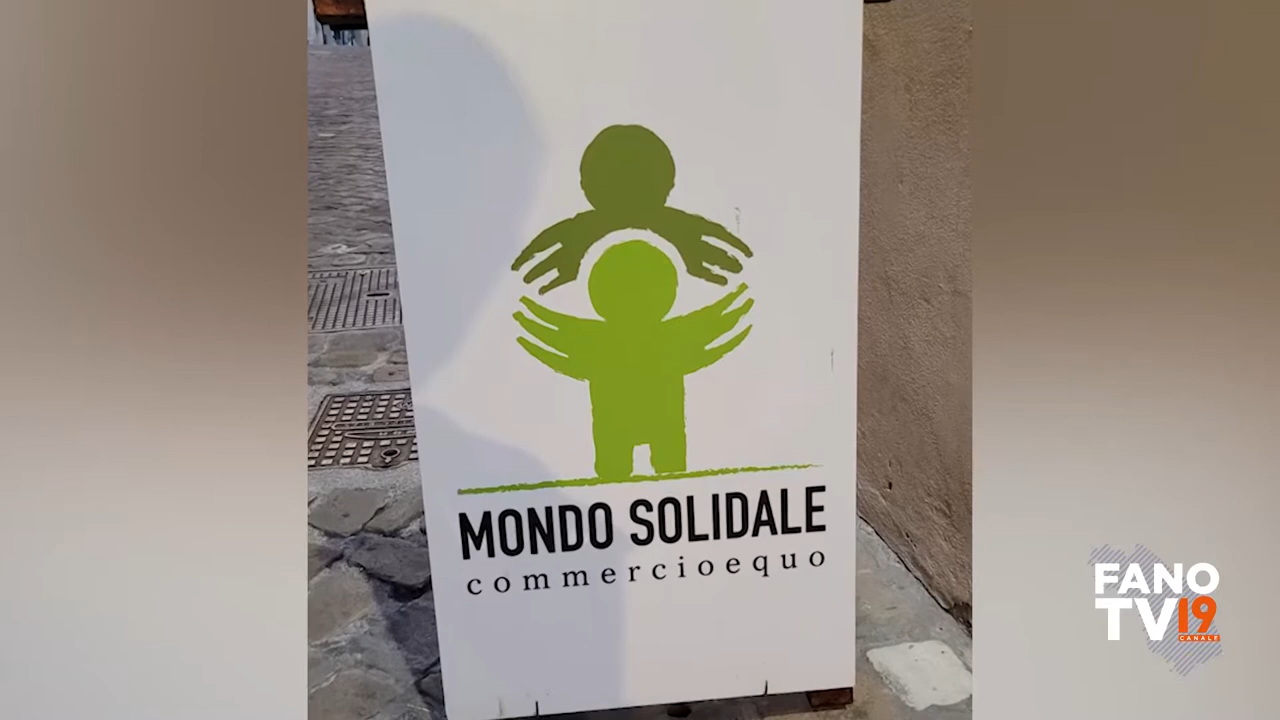 MONDO SOLIDALE
commercioequo
FANO
TV19
CANALE